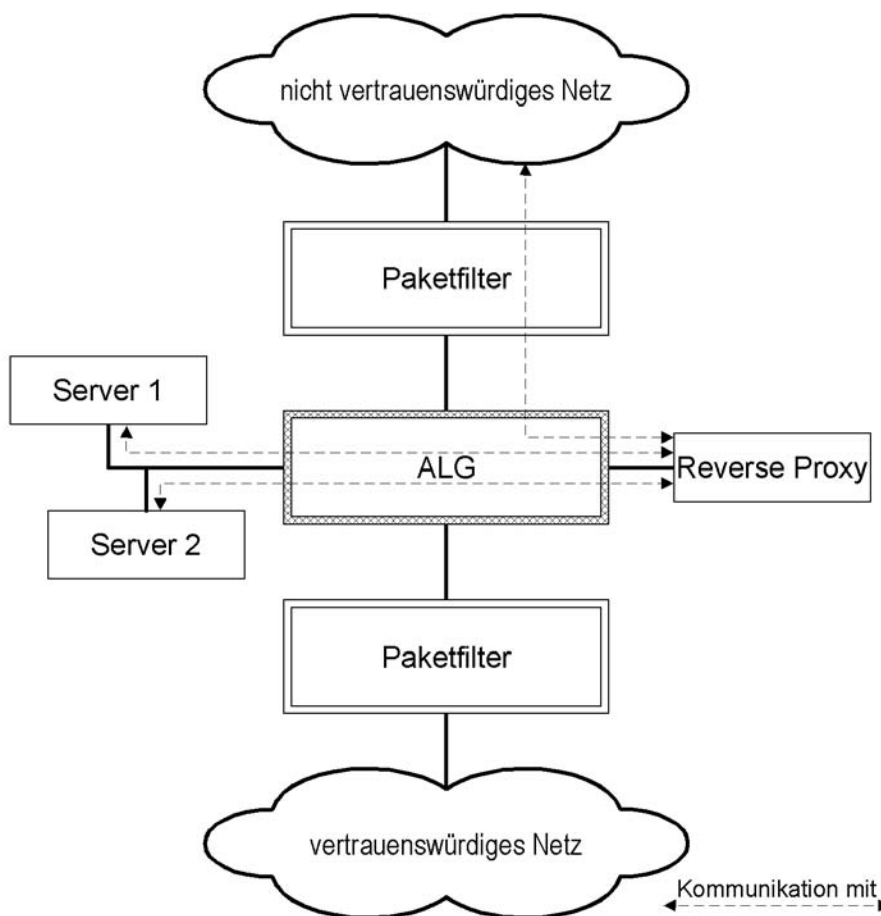 nicht vertrauenswürdiges Netz
Paketfilter
Server 1
ALG
Reverse Proxy
Server 2
Paketfilter
vertrauenswürdiges Netz
Kommunikation mit